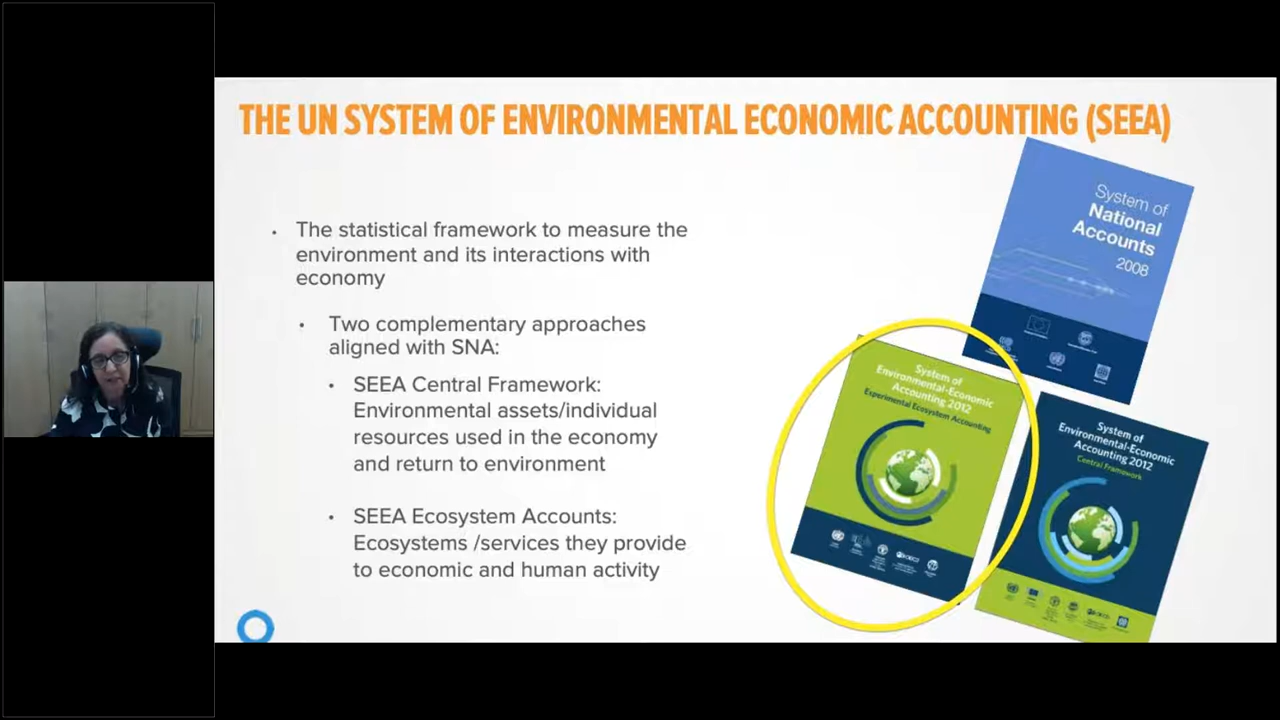 THE UN SYSTEM OF ENVIRONMENTAL ECONOMIC ACCOUNTING (SEEA)
• The statistical framework to measure the
environment and its interactions with
economy
• Two complementary approaches
aligned with SNA:
• SEEA Central Framework:
Environmental assets/individual
resources used in the economy
and return to environment
• SEEA Ecosystem Accounts:
Ecosystems /services they provide
to economic and human activity
System of
National
Accounts
2008
System of
Environmental-Economic
Accounting 2012
Experimental Ecosystem Accounting
OECD
System of
Environmental-Economic
Accounting 2012
Central Framework
OECD